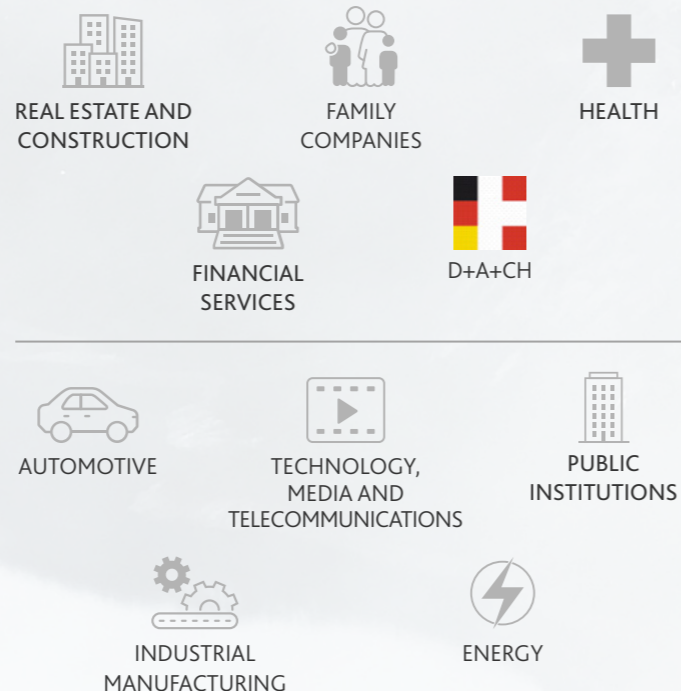 REAL ESTATE AND
CONSTRUCTION
FAMILY
COMPANIES
HEALTH
FINANCIAL
SERVICES
D+A+CH
AUTOMOTIVE
TECHNOLOGY,
MEDIA AND
TELECOMMUNICATIONS
PUBLIC
INSTITUTIONS
INDUSTRIAL
MANUFACTURING
ENERGY